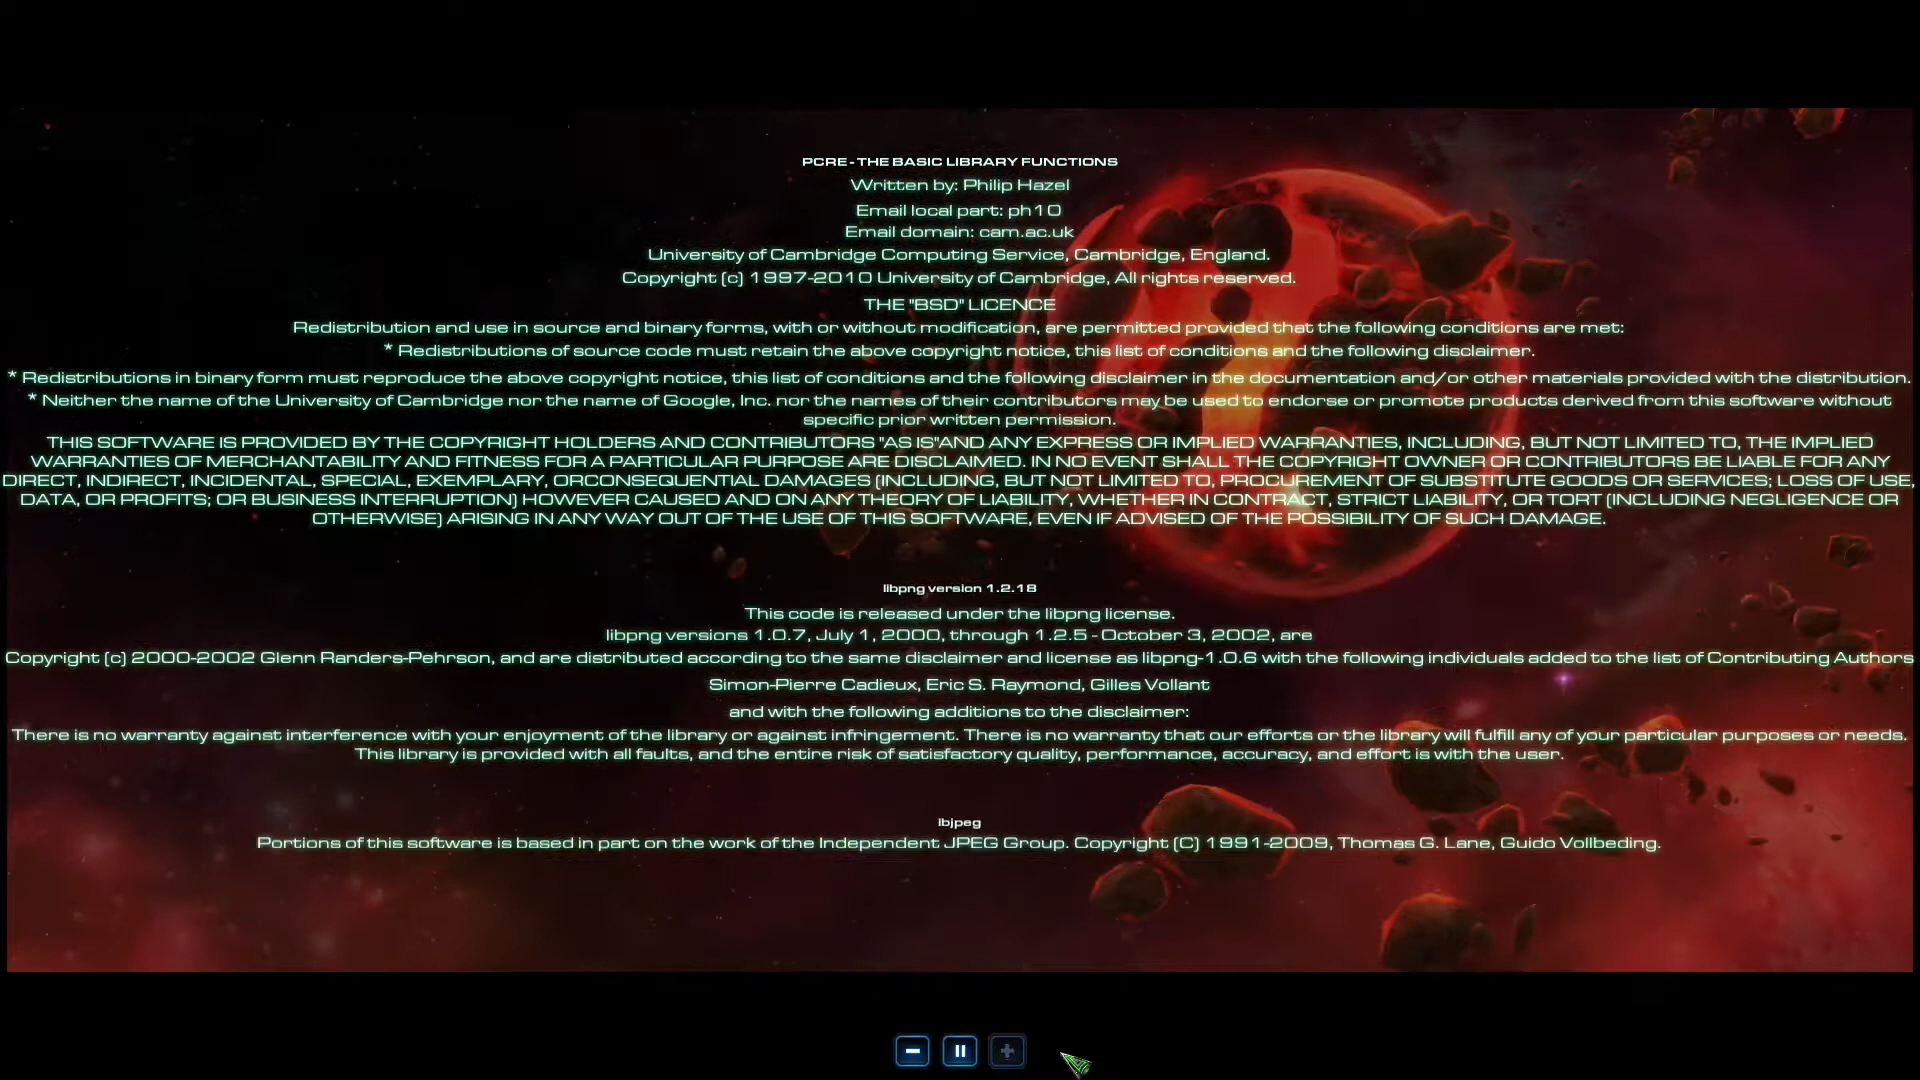 PCRE - THE BASIC LIBRARY FUNCTIONS
Written by: Philip Hazel
Email local part: ph10
Email domain: cam.ac.uk
University of Cambridge Computing Service, Cambridge, England.
Copyright (c) 1997-2010 University of Cambridge, All rights reserved.
THE "BSD" LICENCE
Redistribution and use in source and binary forms, with or without modification, are permitted provided that the following conditions are met:
* Redistributions of source code must retain the above copyright notice, this list of conditions and the following disclaimer.
* Redistributions in binary form must reproduce the above copyright notice, this list of conditions and the following disclaimer in the documentation and/or other materials provided with the distribution.
* Neither the name of the University of Cambridge nor the name of Google, Inc. nor the names of their contributors may be used to endorse or promote products derived from this software without
specific prior written permission.
THIS SOFTWARE IS PROVIDED BY THE COPYRIGHT HOLDERS AND CONTRIBUTORS "AS IS"AND ANY EXPRESS OR IMPLIED WARRANTIES, INCLUDING, BUT NOT LIMITED TO, THE IMPLIED
WARRANTIES OF MERCHANTABILITY AND FITNESS FOR A PARTICULAR PURPOSE ARE DISCLAIMED. IN NO EVENT SHALL THE COPYRIGHT OWNER OR CONTRIBUTORS BE LIABLE FOR ANY
DIRECT, INDIRECT, INCIDENTAL, SPECIAL, EXEMPLARY, ORCONSEQUENTIAL DAMAGES (INCLUDING, BUT NOT LIMITED TO, PROCUREMENT OF SUBSTITUTE GOODS OR SERVICES; LOSS OF USE,
DATA, OR PROFITS; OR BUSINESS INTERRUPTION) HOWEVER CAUSED AND ON ANY THEORY OF LIABILITY, WHETHER IN CONTRACT, STRICT LIABILITY, OR TORT (INCLUDING NEGLIGENCE OR
OTHERWISE) ARISING IN ANY WAY OUT OF THE USE OF THIS SOFTWARE, EVEN IF ADVISED OF THE POSSIBILITY OF SUCH DAMAGE.
libpng version 1.2.18
This code is released under the libpng license.
libpng versions 1.0.7, July 1, 2000, through 1.2.5 - October 3, 2002, are
Copyright (c) 2000-2002 Glenn Randers-Pehrson, and are distributed according to the same disclaimer and license as libpng-1.0.6 with the following individuals added to the list of Contributing Authors
Simon-Pierre Cadieux, Eric S. Raymond, Gilles Vollant
and with the following additions to the disclaimer:
There is no warranty against interference with your enjoyment of the library or against infringement. There is no warranty that our efforts or the library will fulfill any of your particular purposes or needs.
This library is provided with all faults, and the entire risk of satisfactory quality, performance, accuracy, and effort is with the user.
lbjpeg
Portions of this software is based in part on the work of the Independent JPEG Group. Copyright (C) 1991-2009, Thomas G. Lane, Guido Vollbeding.